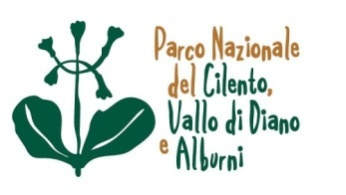 Parco Nazionale
del Cilento,
Vallo di Diano
e Alburni